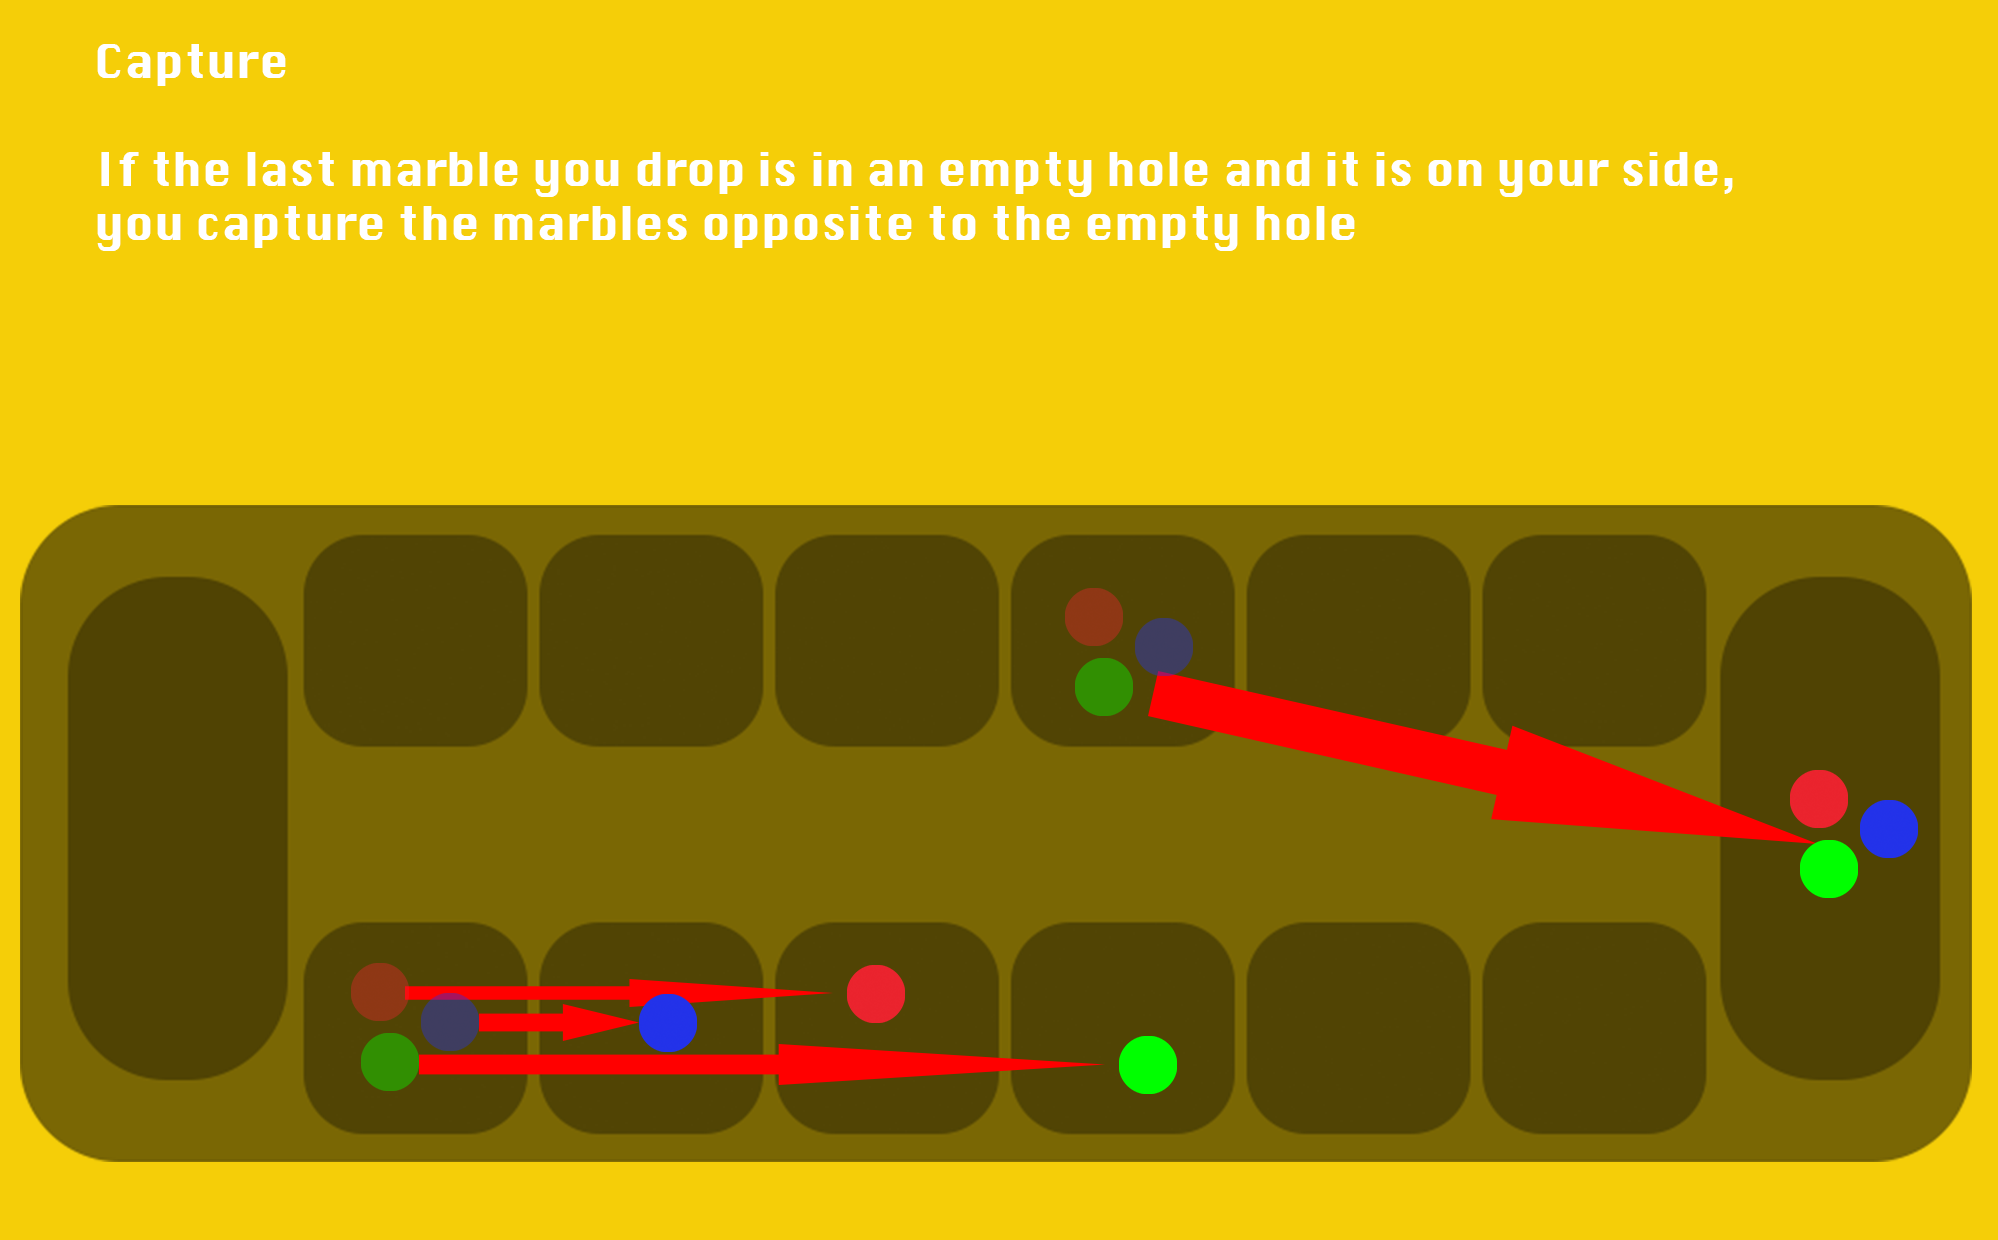 Capture
If the last marble you drop is in an empty hole and it is on your side,
you capture the marbles opposite to the empty hole